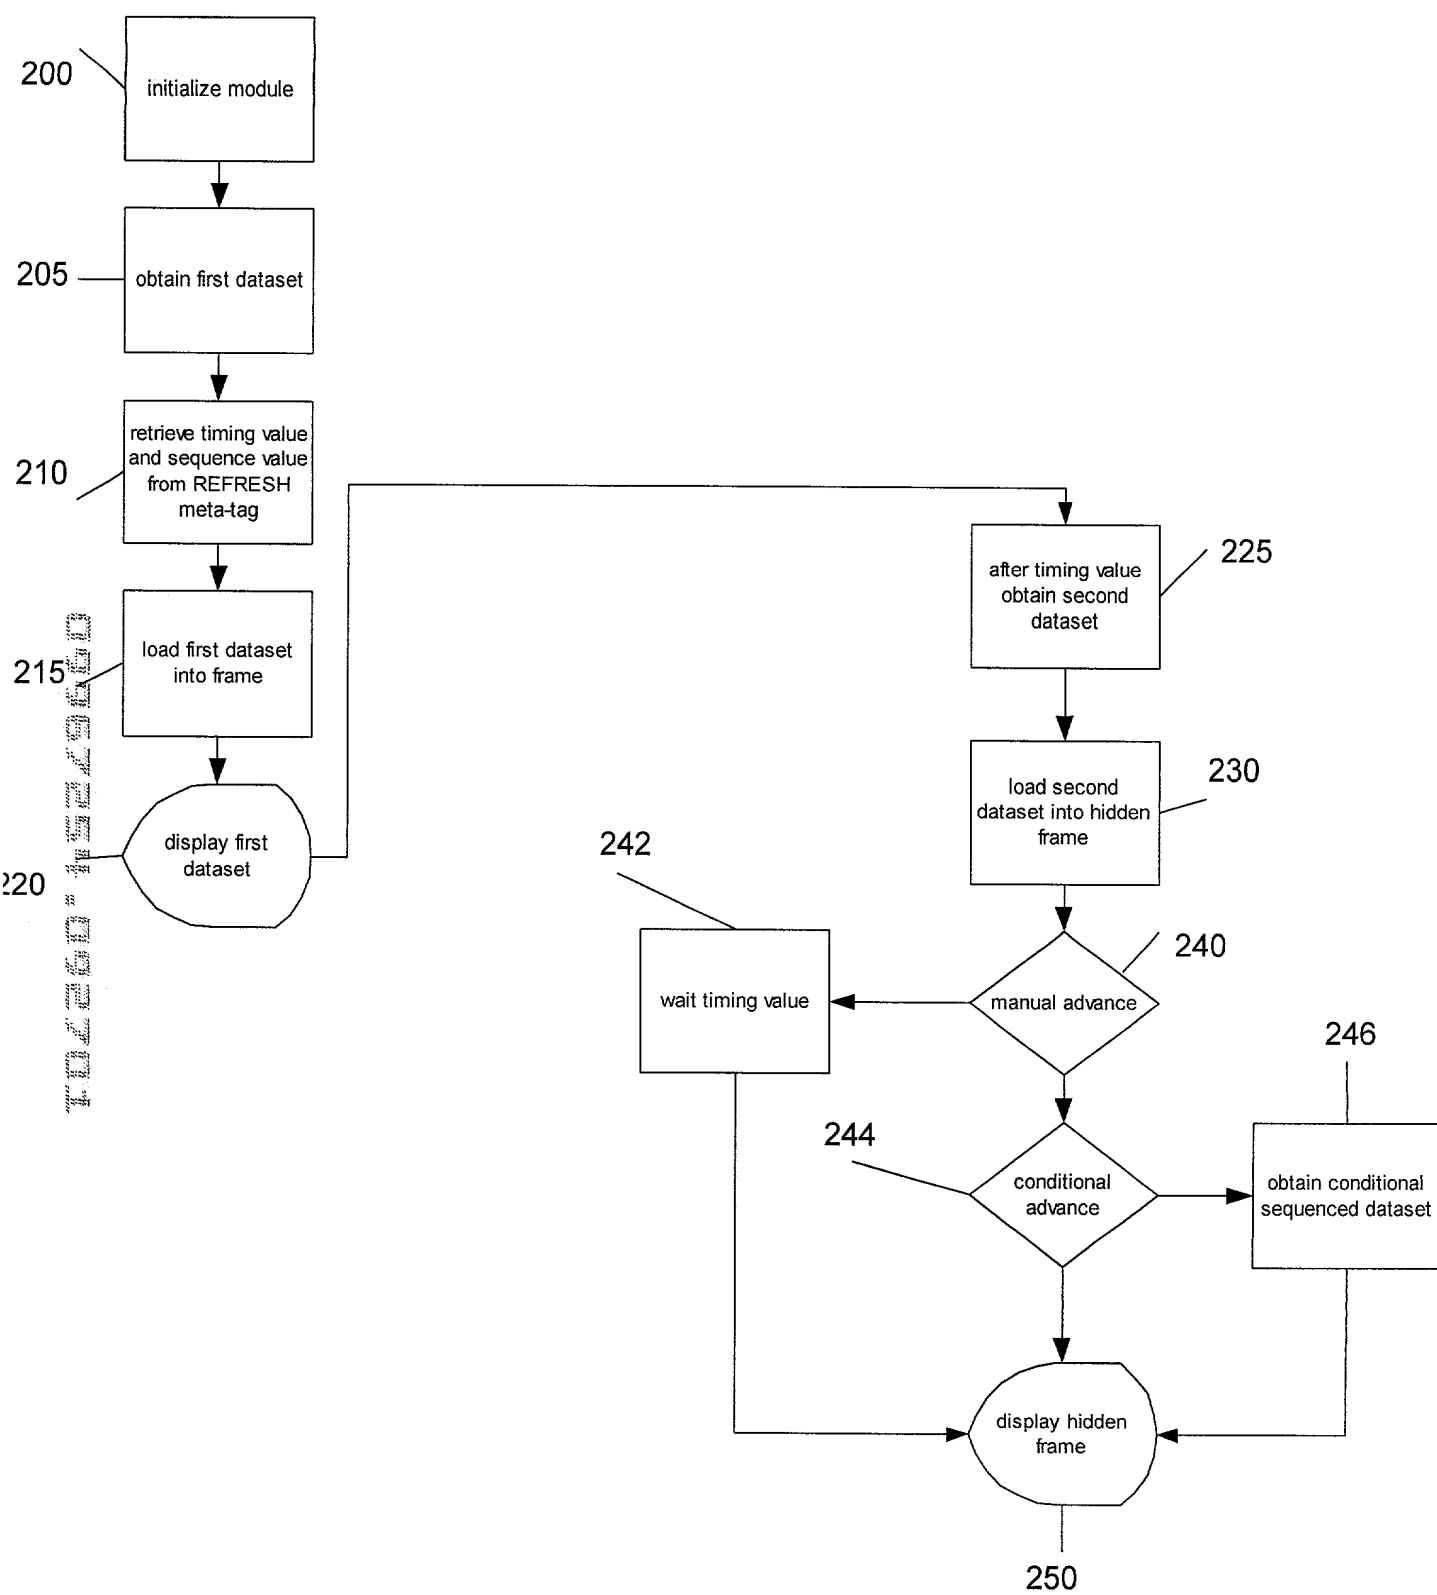 200
initialize module
205
obtain first dataset
210
retrieve timing value
and sequence value
from REFRESH
meta-tag
215
load first dataset
into frame
220
display first
dataset
225
after timing value
obtain second
dataset
230
load second
dataset into hidden
frame
240
manual advance
242
wait timing value
244
conditional
advance
246
obtain conditional
sequenced dataset
display hidden
frame
250